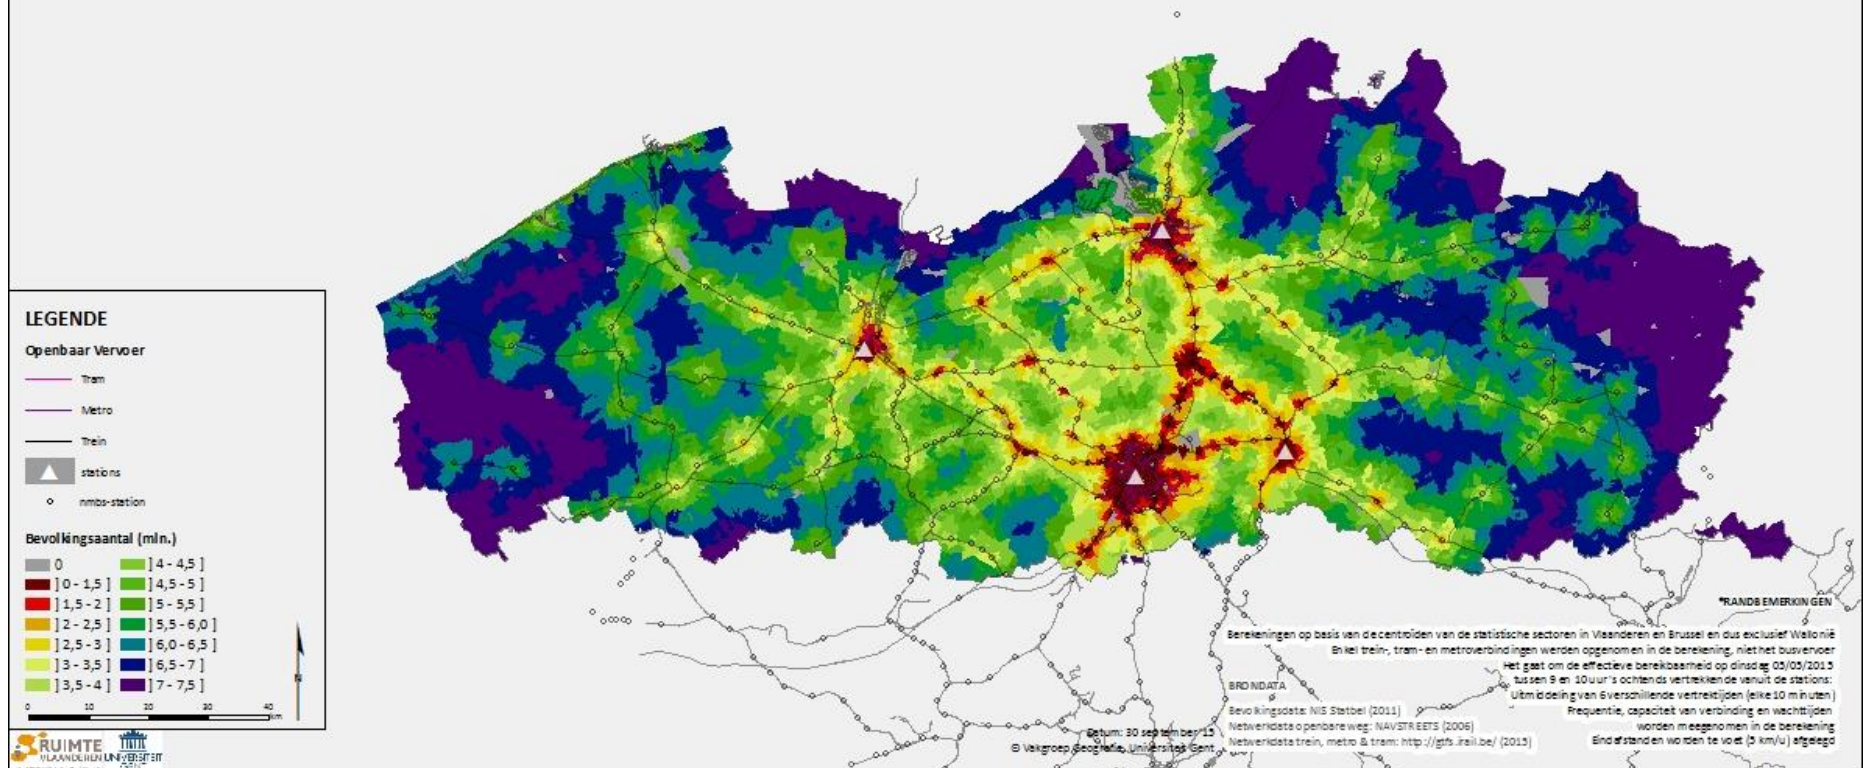 LEGENDE
Openbaar Vervoer
Tram
Metro
Trein
stations
nmbs-station
Bevolkingsaantal (mln.)
0
] 0 - 1,5 ]
] 1,5 - 2 ]
] 2 - 2,5 ]
] 2,5 - 3 ]
] 3 - 3,5 ]
] 3,5 - 4 ]
] 4 - 4,5 ]
] 4,5 - 5 ]
] 5 - 5,5 ]
] 5,5 - 6,0 ]
] 6,0 - 6,5 ]
] 6,5 - 7 ]
] 7 - 7,5 ]
N
0 10 20 30 40
km
RUIMTE
VLAANDEREN
UNIVERSITEIT
*RANDBEMERKINGEN
Berekeningen op basis van de centroïden van de statistische sectoren in Vlaanderen en Brussel en dus exclusief Wallonië
Enkel trein-, tram- en metroverbindingen werden opgenomen in de berekening, niet het busvervoer
Het gaat om de effectieve bereikbaarheid op dinsdag 05/03/2013
tussen 9 en 10 uur 's ochtends vertrekkende vanuit de stations:
Uitmiddeling van 6 verschillende vertrektijden (elke 10 minuten)
Frequentie, capaciteit van verbinding en wachttijden
worden meegenomen in de berekening
Eindafstanden worden te voet (5 km/u) afgelegd
BRONDATA
Bevolkingsdata: NIS Statbel (2011)
Netwerkdata openbare weg: NAVSTREETS (2006)
Netwerkdata trein, metro & tram: http://gtfs.irail.be/ (2013)
Datum: 30 september '13
© Vakgroep Geografie, Universiteit Gent